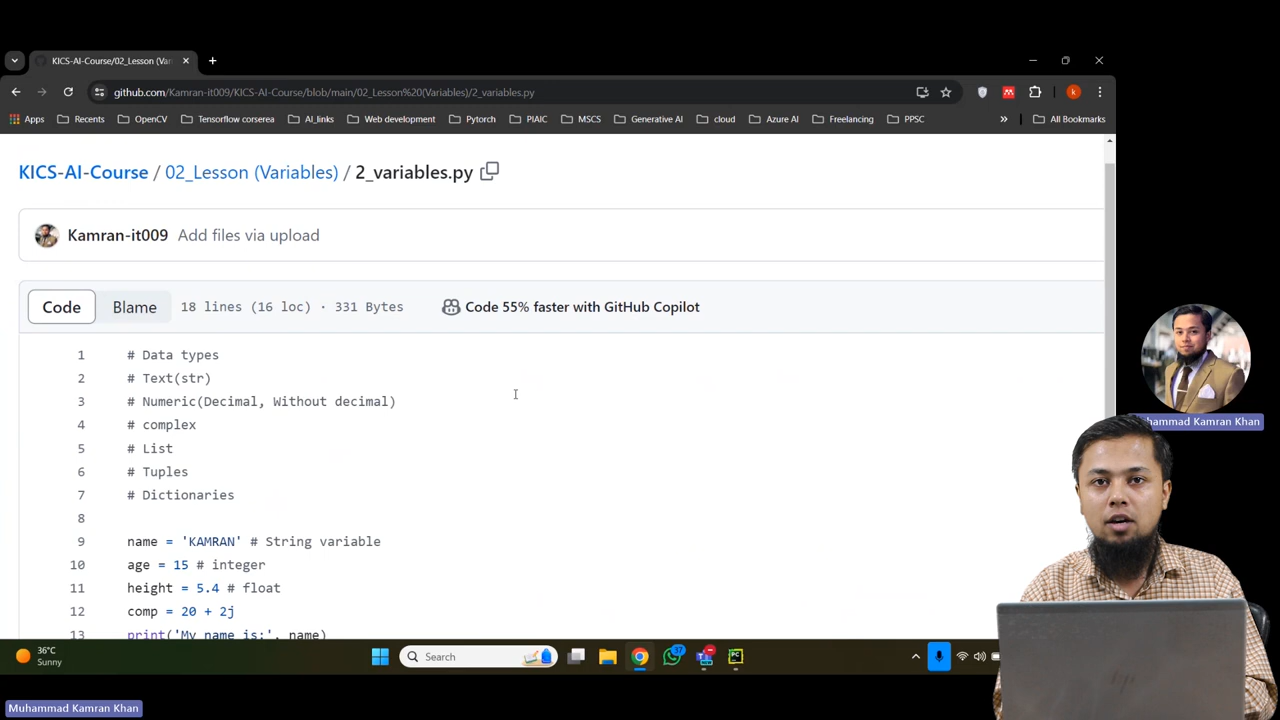 KICS-AI-Course/02_Lesson (Var
github.com/Kamran-it009/KICS-AI-Course/blob/main/02_Lesson%20(Variables)/2_variables.py
k
Apps Recents OpenCV Tensorflow corserea AI_links Web development Pytorch PIAIC MSCS Generative AI cloud Azure AI Freelancing PPSC » All Bookmarks
KICS-AI-Course / 02_Lesson (Variables) / 2_variables.py
Kamran-it009 Add files via upload
Code Blame 18 lines (16 loc) · 331 Bytes Code 55% faster with GitHub Copilot
1 # Data types
2 # Text(str)
3 # Numeric(Decimal, Without decimal)
4 # complex
5 # List
6 # Tuples
7 # Dictionaries
8
9 name = 'KAMRAN' # String variable
10 age = 15 # integer
11 height = 5.4 # float
12 comp = 20 + 2j
13 print('My name is:', name)
36°C
Sunny
Search
37
PC
Muhammad Kamran Khan
Muhammad Kamran Khan